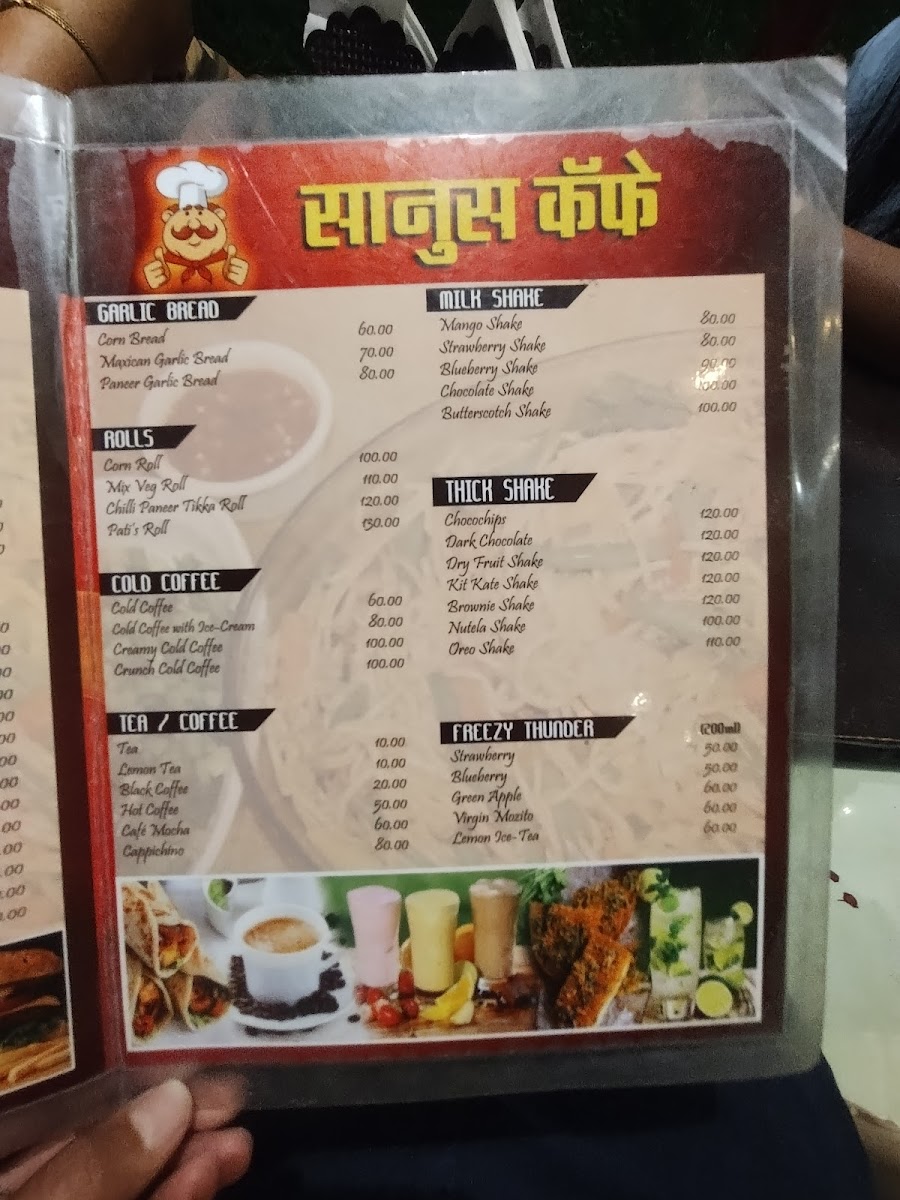 सानुस कॅफे
GARLIC BREAD
Corn Bread 60.00
Maxican Garlic Bread 70.00
Paneer Garlic Bread 80.00
ROLLS
Corn Roll 100.00
Mix Veg Roll 110.00
Chilli Paneer Tikka Roll 120.00
Pati's Roll 130.00
COLD COFFEE
Cold Coffee 60.00
Cold Coffee with Ice-Cream 80.00
Creamy Cold Coffee 100.00
Crunch Cold Coffee 100.00
TEA / COFFEE
Tea 10.00
Lemon Tea 10.00
Black Coffee 20.00
Hot Coffee 50.00
Café Mocha 60.00
Cappichino 80.00
MILK SHAKE
Mango Shake 80.00
Strawberry Shake 80.00
Blueberry Shake 90.00
Chocolate Shake 100.00
Butterscotch Shake 100.00
THICK SHAKE
Chocochips 120.00
Dark Chocolate 120.00
Dry Fruit Shake 120.00
Kit Kate Shake 120.00
Brownie Shake 120.00
Nutela Shake 100.00
Oreo Shake 110.00
FREEZY THUNDER (200ml)
Strawberry 50.00
Blueberry 50.00
Green Apple 60.00
Virgin Mozito 60.00
Lemon Ice-Tea 60.00